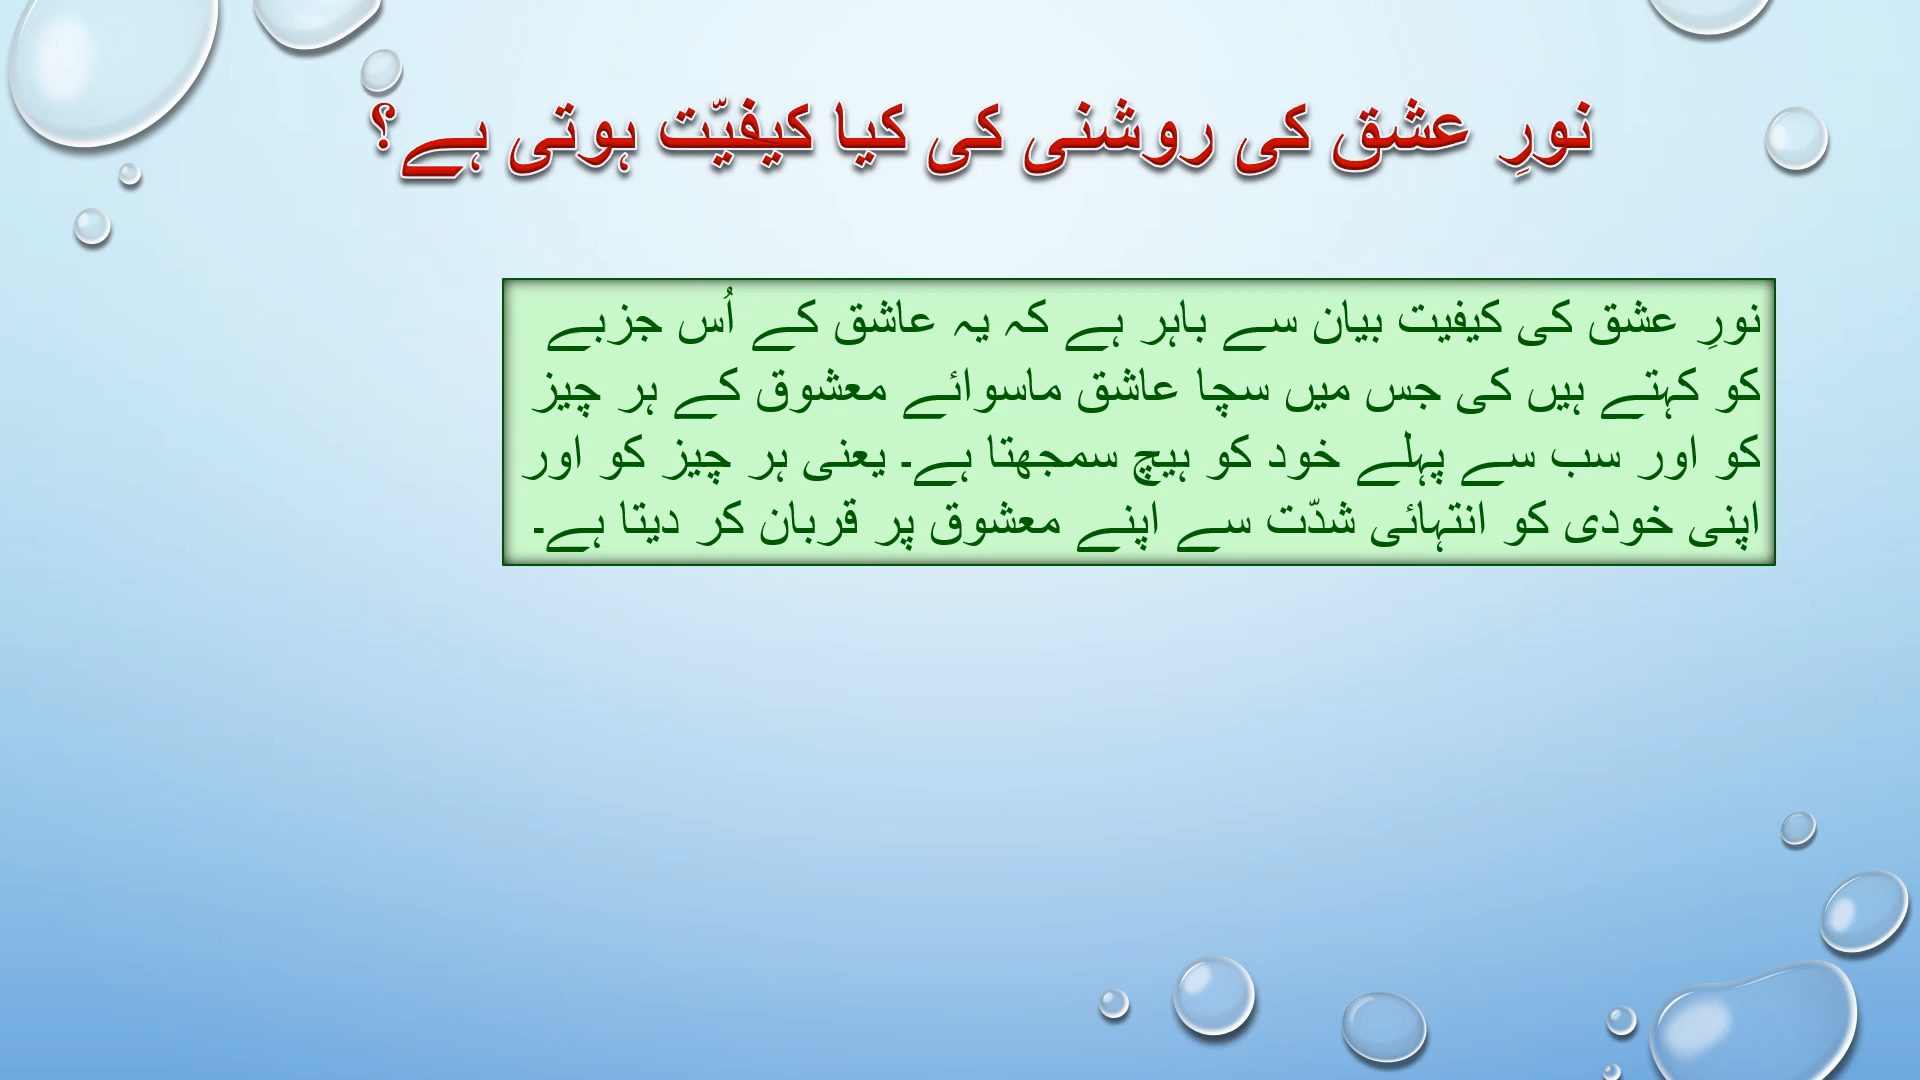 نورِ عشق کی روشنی کی کیا کیفیّت ہوتی ہے؟
نورِ عشق کی کیفیت بیان سے باہر ہے کہ یہ عاشق کے اُس جزبے
کو کہتے ہیں کی جس میں سچا عاشق ماسوائے معشوق کے ہر چیز
کو اور سب سے پہلے خود کو ہیچ سمجھتا ہے۔ یعنی ہر چیز کو اور
اپنی خودی کو انتہائی شدّت سے اپنے معشوق پر قربان کر دیتا ہے۔